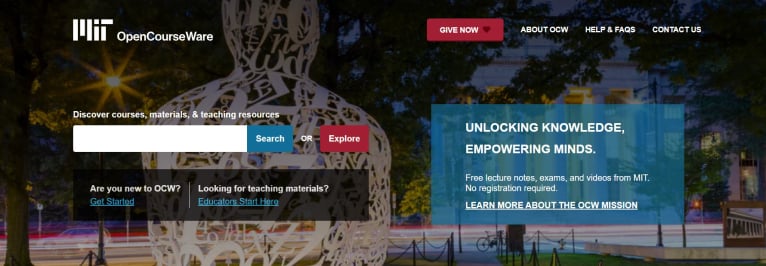 MIT OpenCourseWare
GIVE NOW
ABOUT OCW
HELP & FAQS
CONTACT US
Discover courses, materials, & teaching resources
Search
OR
Explore
Are you new to OCW?
Get Started
Looking for teaching materials?
Educators Start Here
UNLOCKING KNOWLEDGE,
EMPOWERING MINDS.
Free lecture notes, exams, and videos from MIT.
No registration required.
LEARN MORE ABOUT THE OCW MISSION